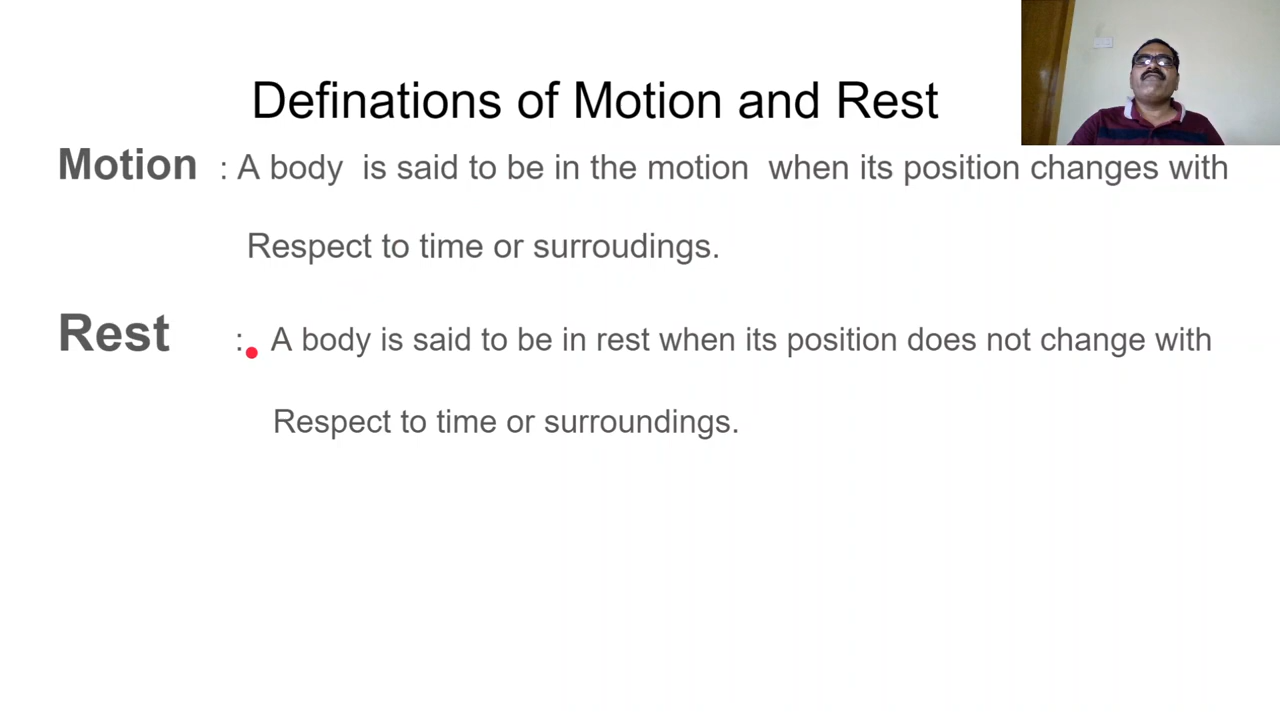 Definations of Motion and Rest
Motion : A body is said to be in the motion when its position changes with
Respect to time or surroudings.
Rest : A body is said to be in rest when its position does not change with
Respect to time or surroundings.